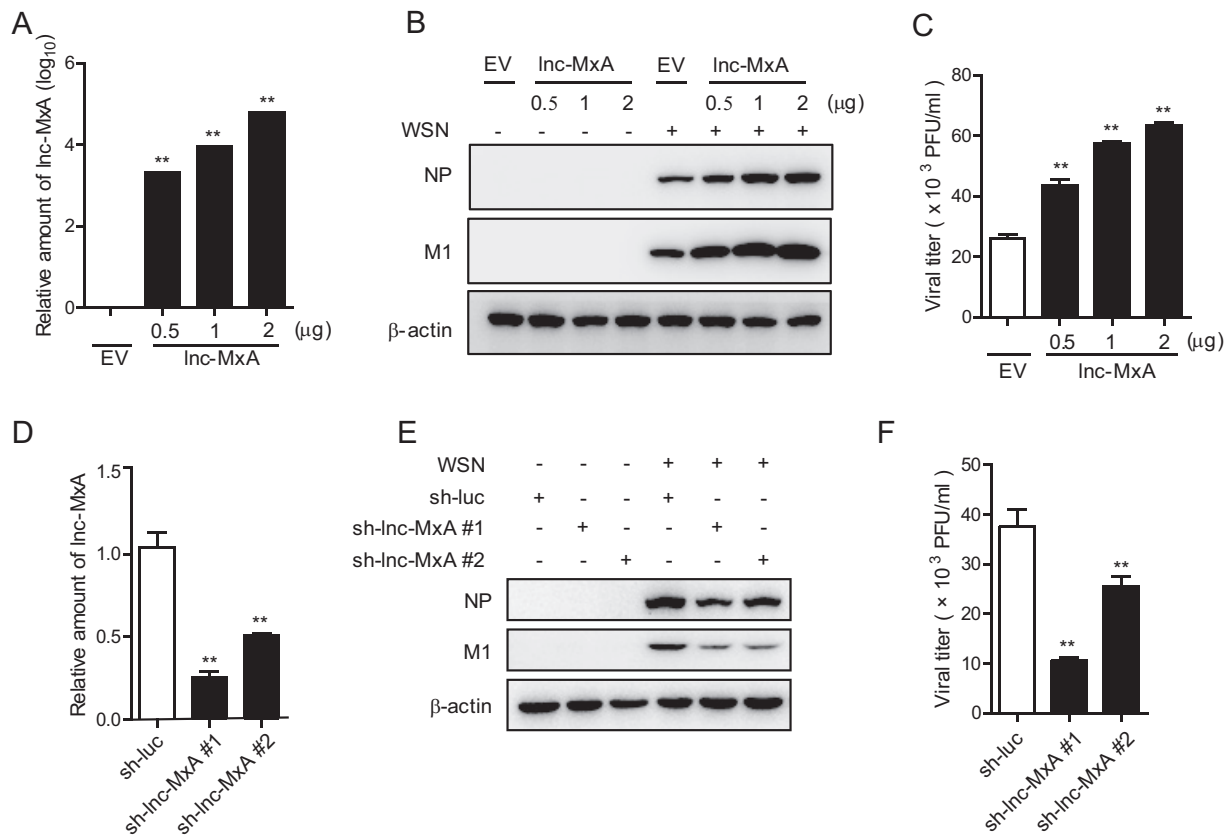 A
Relative amount of lnc-MxA (log10)
6
4
2
0
** ** **
0.5 1 2 (μg)
EV lnc-MxA
B
EV lnc-MxA EV lnc-MxA
0.5 1 2 0.5 1 2 (μg)
WSN - - - - + + + +
NP
M1
β-actin
C
Viral titer ( x 10 3 PFU/ml)
80
60
40
20
0
** ** **
0.5 1 2 (μg)
EV lnc-MxA
D
Relative amount of lnc-MxA
1.5
1.0
0.5
0.0
** **
sh-luc
sh-lnc-MxA #1
sh-lnc-MxA #2
E
WSN - - - + + +
sh-luc + - - + - -
sh-lnc-MxA #1 - + - - + -
sh-lnc-MxA #2 - - + - - +
NP
M1
β-actin
F
Viral titer ( × 10 3 PFU/ml)
50
40
30
20
10
0
** **
sh-luc
sh-lnc-MxA #1
sh-lnc-MxA #2